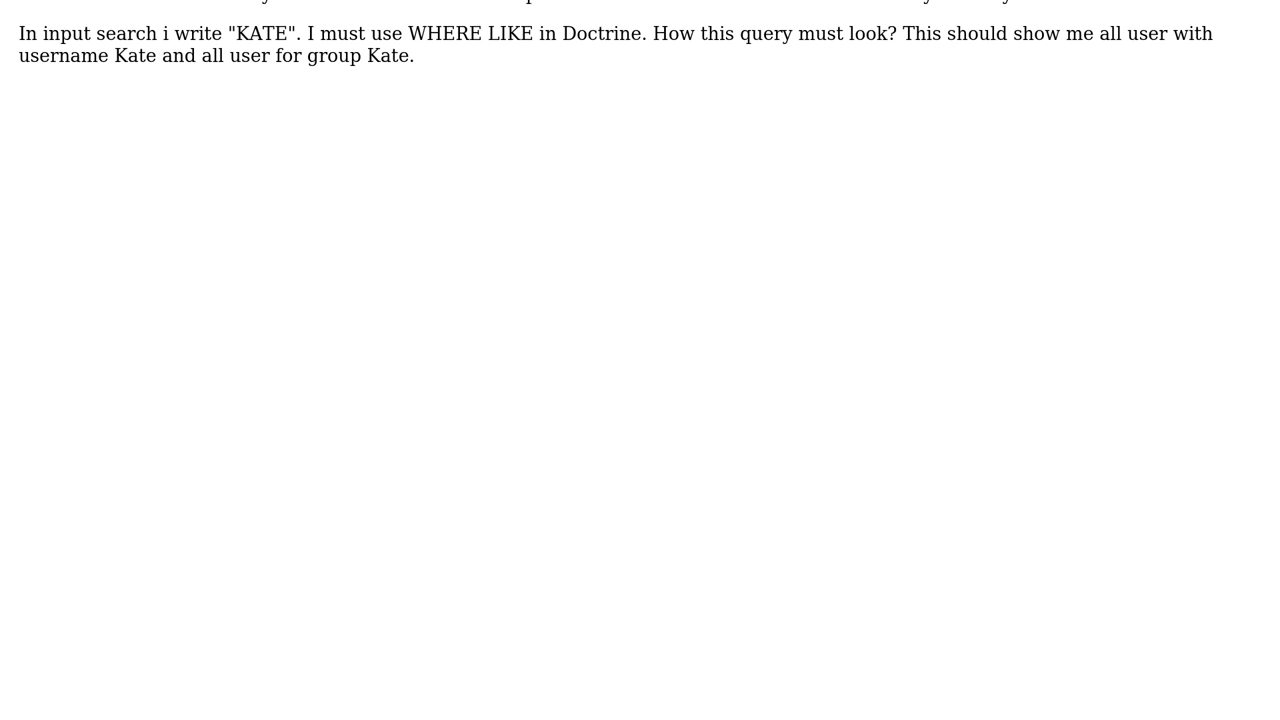 In input search i write "KATE". I must use WHERE LIKE in Doctrine. How this query must look? This should show me all user with
username Kate and all user for group Kate.